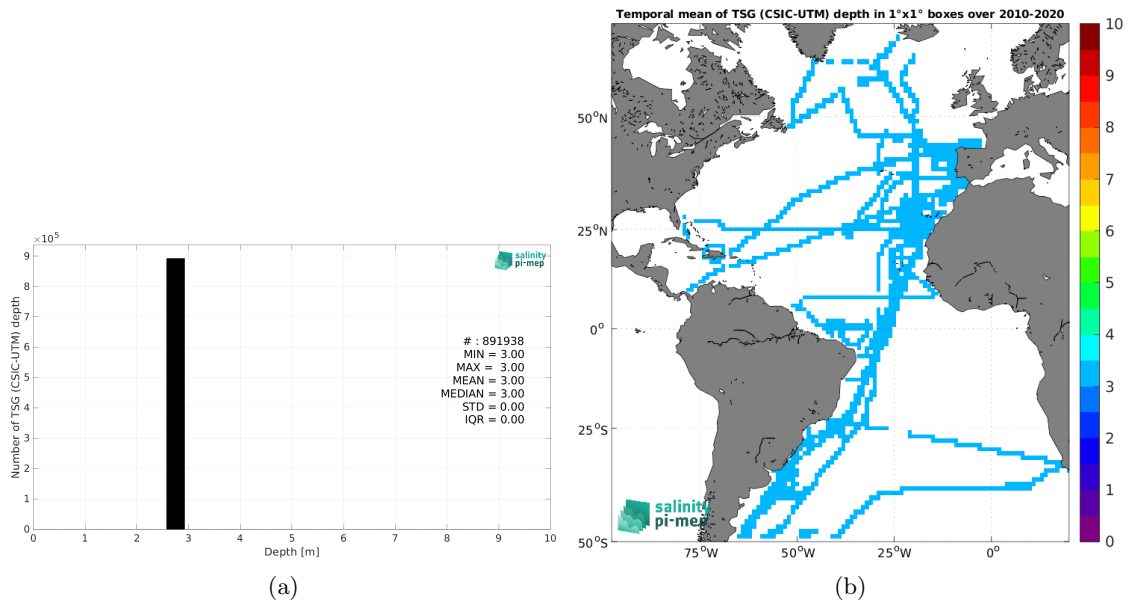 ×10⁵
9
8
7
6
5
4
3
2
1
0
Number of TSG (CSIC-UTM) depth
0 1 2 3 4 5 6 7 8 9 10
Depth [m]
salinity
pi-mep
# : 891938
MIN = 3.00
MAX = 3.00
MEAN = 3.00
MEDIAN = 3.00
STD = 0.00
IQR = 0.00
(a)
Temporal mean of TSG (CSIC-UTM) depth in 1°x1° boxes over 2010-2020
50°N
25°N
0°
25°S
50°S
75°W 50°W 25°W 0°
salinity
pi-mep
10
9
8
7
6
5
4
3
2
1
0
(b)